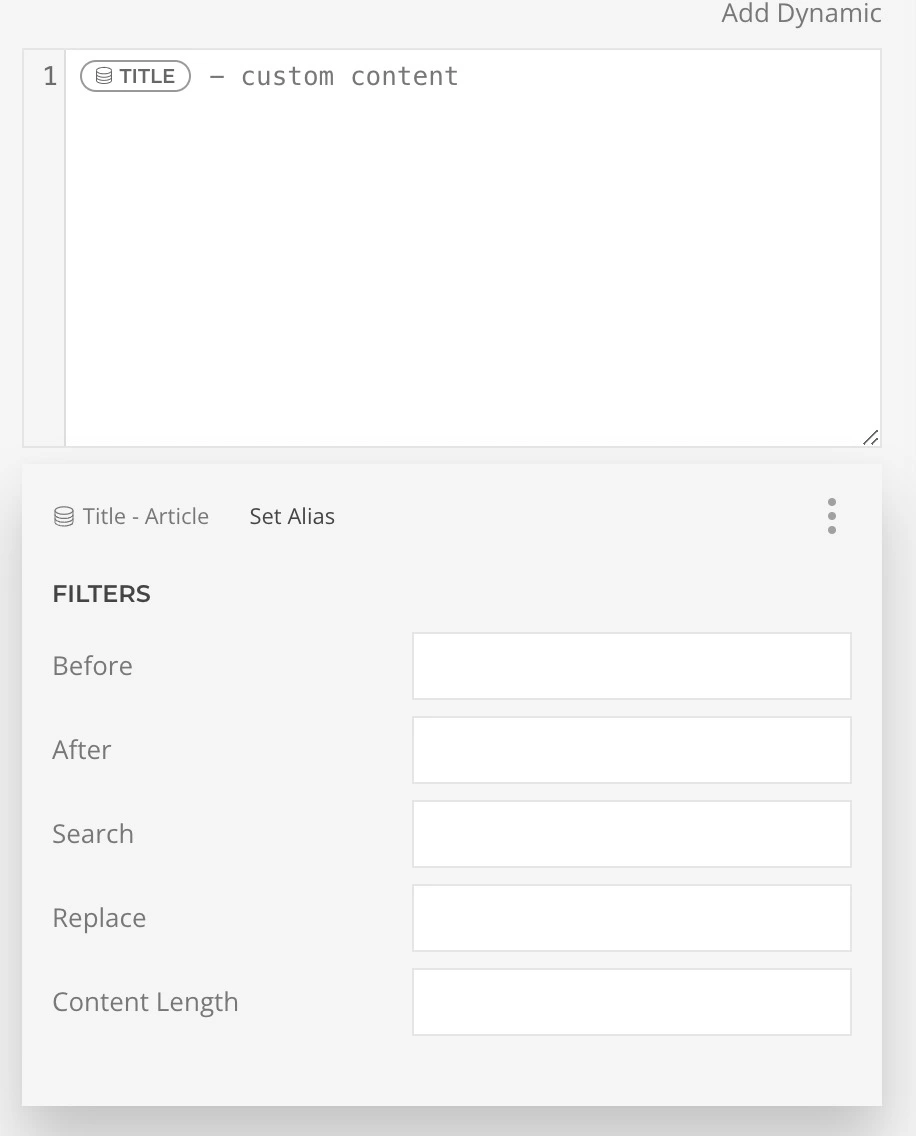 Add Dynamic
1 TITLE - custom content
Title - Article Set Alias
FILTERS
Before
After
Search
Replace
Content Length